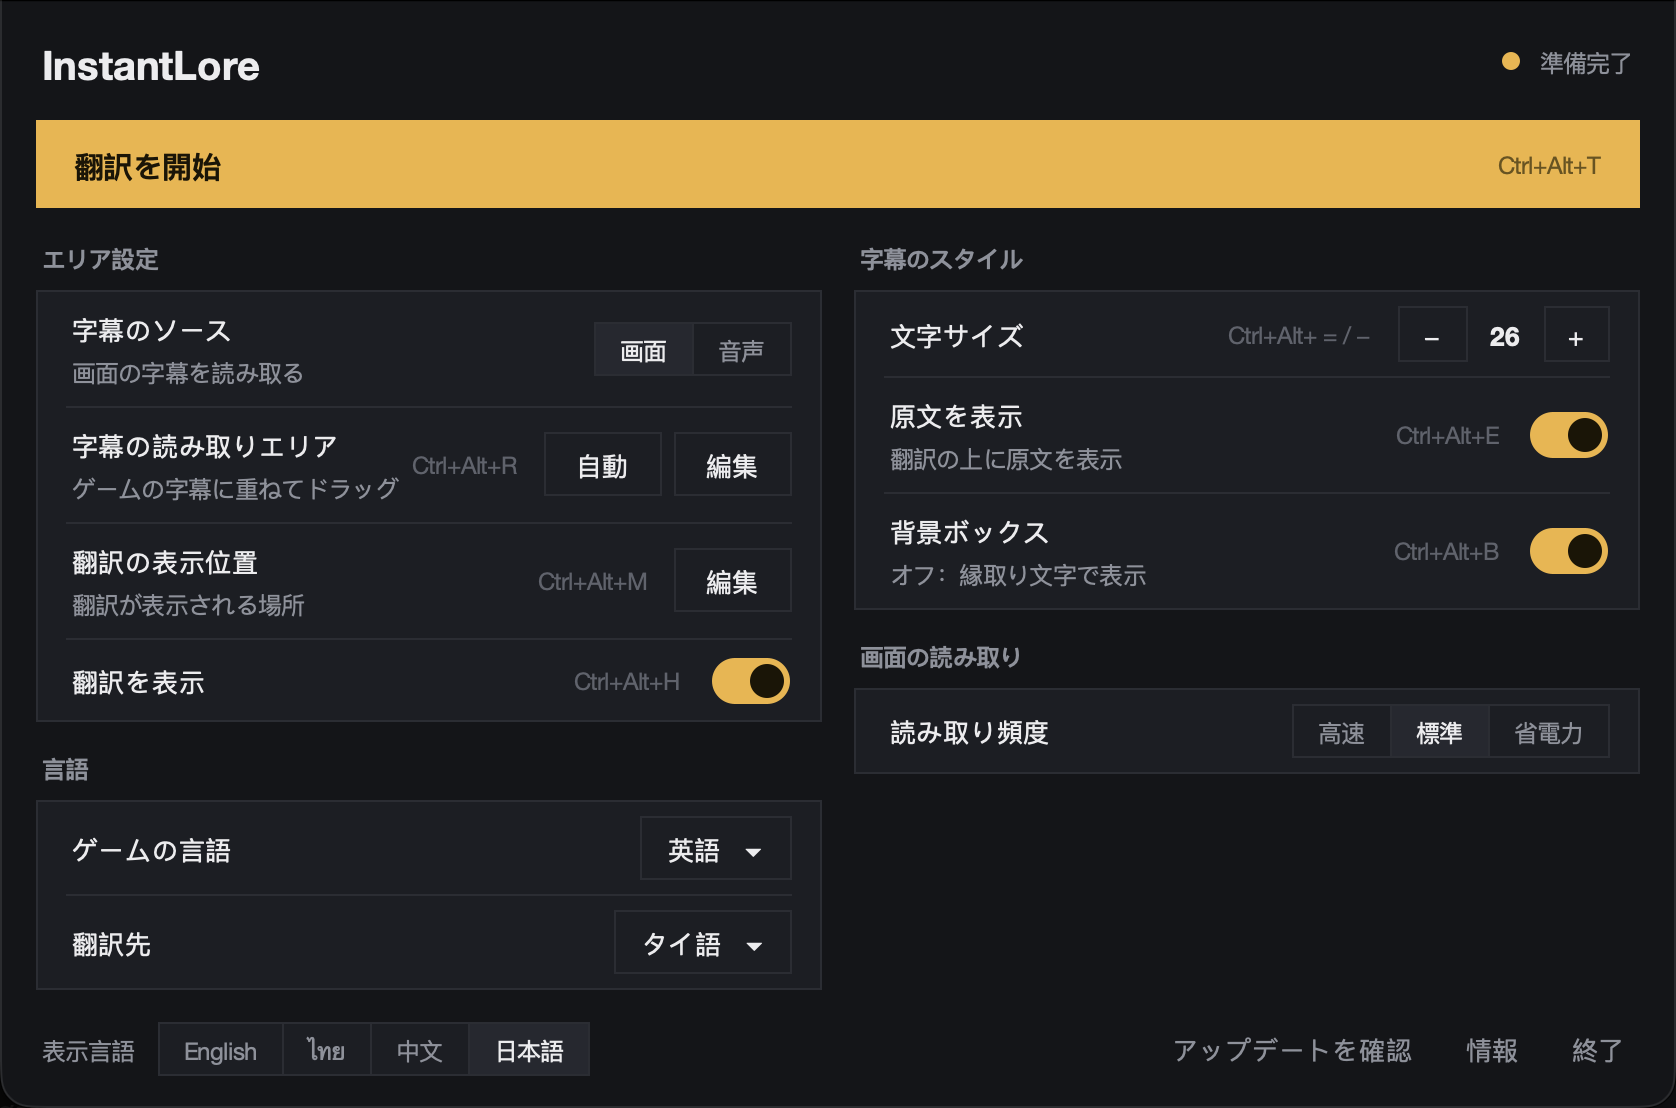 InstantLore
準備完了
翻訳を開始
Ctrl+Alt+T
エリア設定
字幕のソース
画面の字幕を読み取る
画面
音声
字幕の読み取りエリア
ゲームの字幕に重ねてドラッグ
Ctrl+Alt+R
自動
編集
翻訳の表示位置
翻訳が表示される場所
Ctrl+Alt+M
編集
翻訳を表示
Ctrl+Alt+H
言語
ゲームの言語
英語
翻訳先
タイ語
字幕のスタイル
文字サイズ
Ctrl+Alt+ = / −
−
26
+
原文を表示
翻訳の上に原文を表示
Ctrl+Alt+E
背景ボックス
オフ：縁取り文字で表示
Ctrl+Alt+B
画面の読み取り
読み取り頻度
高速
標準
省電力
表示言語
English
ไทย
中文
日本語
アップデートを確認
情報
終了